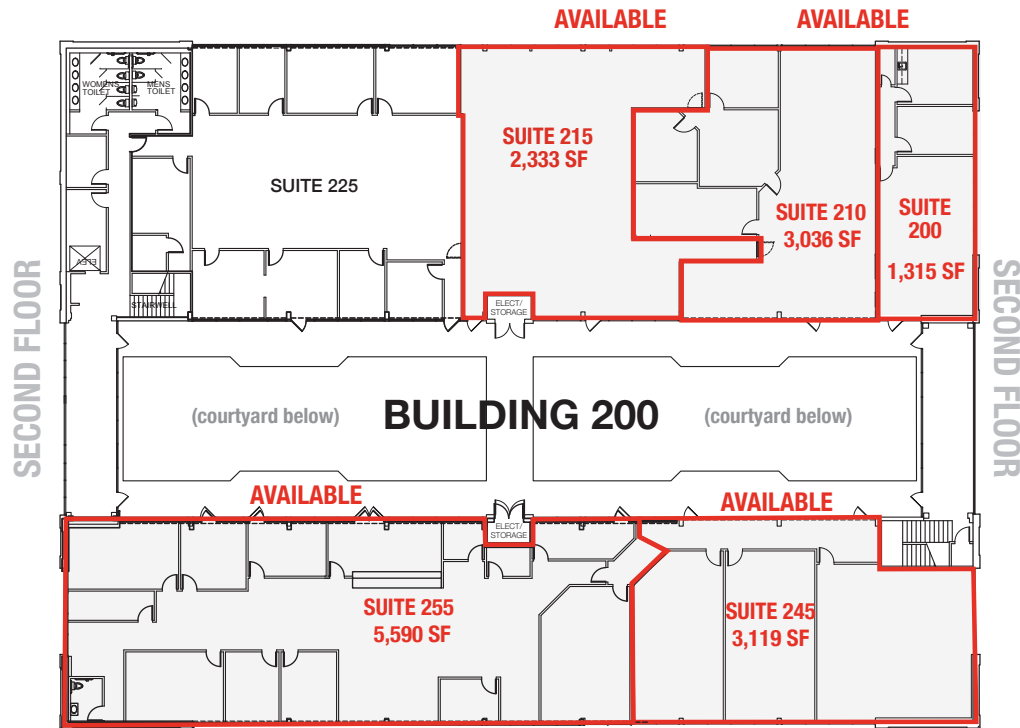 AVAILABLE
AVAILABLE
WOMENS
TOILET
MENS
TOILET
SUITE 215
2,333 SF
SUITE 225
SUITE 210
3,036 SF
SUITE
200
1,315 SF
ELEV
STAIRWELL
ELECT/
STORAGE
SECOND FLOOR
SECOND FLOOR
(courtyard below)
BUILDING 200
(courtyard below)
AVAILABLE
AVAILABLE
ELECT/
STORAGE
SUITE 255
5,590 SF
SUITE 245
3,119 SF